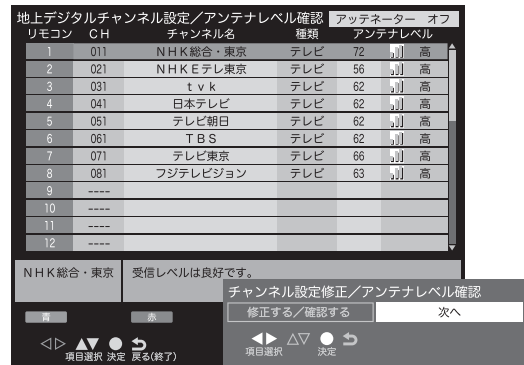 地上デジタルチャンネル設定／アンテナレベル確認 アッテネーター オフ
リモコン CH チャンネル名 種類 アンテナレベル
1 011 NHK総合・東京 テレビ 72 高
2 021 NHKEテレ東京 テレビ 56 高
3 031 tvk テレビ 62 高
4 041 日本テレビ テレビ 62 高
5 051 テレビ朝日 テレビ 62 高
6 061 TBS テレビ 62 高
7 071 テレビ東京 テレビ 66 高
8 081 フジテレビジョン テレビ 63 高
9 ----
10 ----
11 ----
12 ----
NHK総合・東京 受信レベルは良好です。
チャンネル設定修正／アンテナレベル確認
修正する／確認する 次へ
青 赤
項目選択 決定 戻る(終了)
項目選択 決定